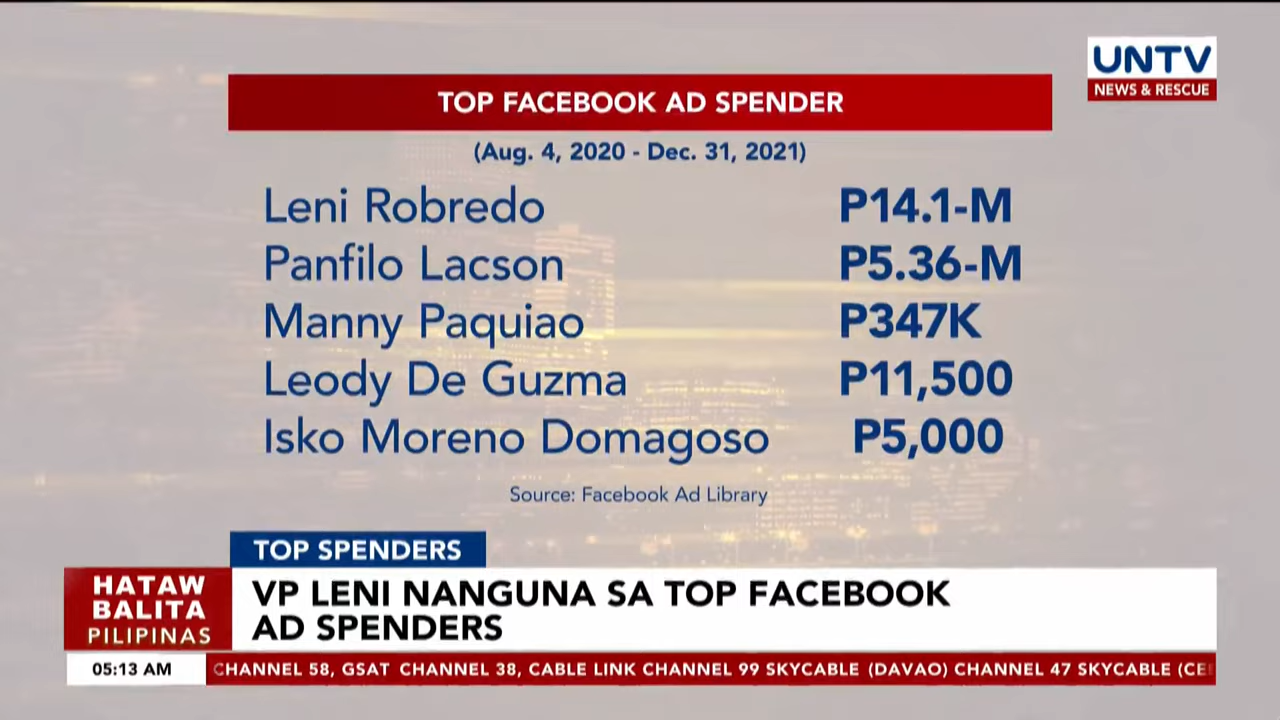 UNTV
NEWS & RESCUE
TOP FACEBOOK AD SPENDER
(Aug. 4, 2020 - Dec. 31, 2021)
Leni Robredo P14.1-M
Panfilo Lacson P5.36-M
Manny Paquiao P347K
Leody De Guzma P11,500
Isko Moreno Domagoso P5,000
Source: Facebook Ad Library
TOP SPENDERS
HATAW
BALITA
PILIPINAS
VP LENI NANGUNA SA TOP FACEBOOK
AD SPENDERS
05:13 AM CHANNEL 58, GSAT CHANNEL 38, CABLE LINK CHANNEL 99 SKYCABLE (DAVAO) CHANNEL 47 SKYCABLE (CE